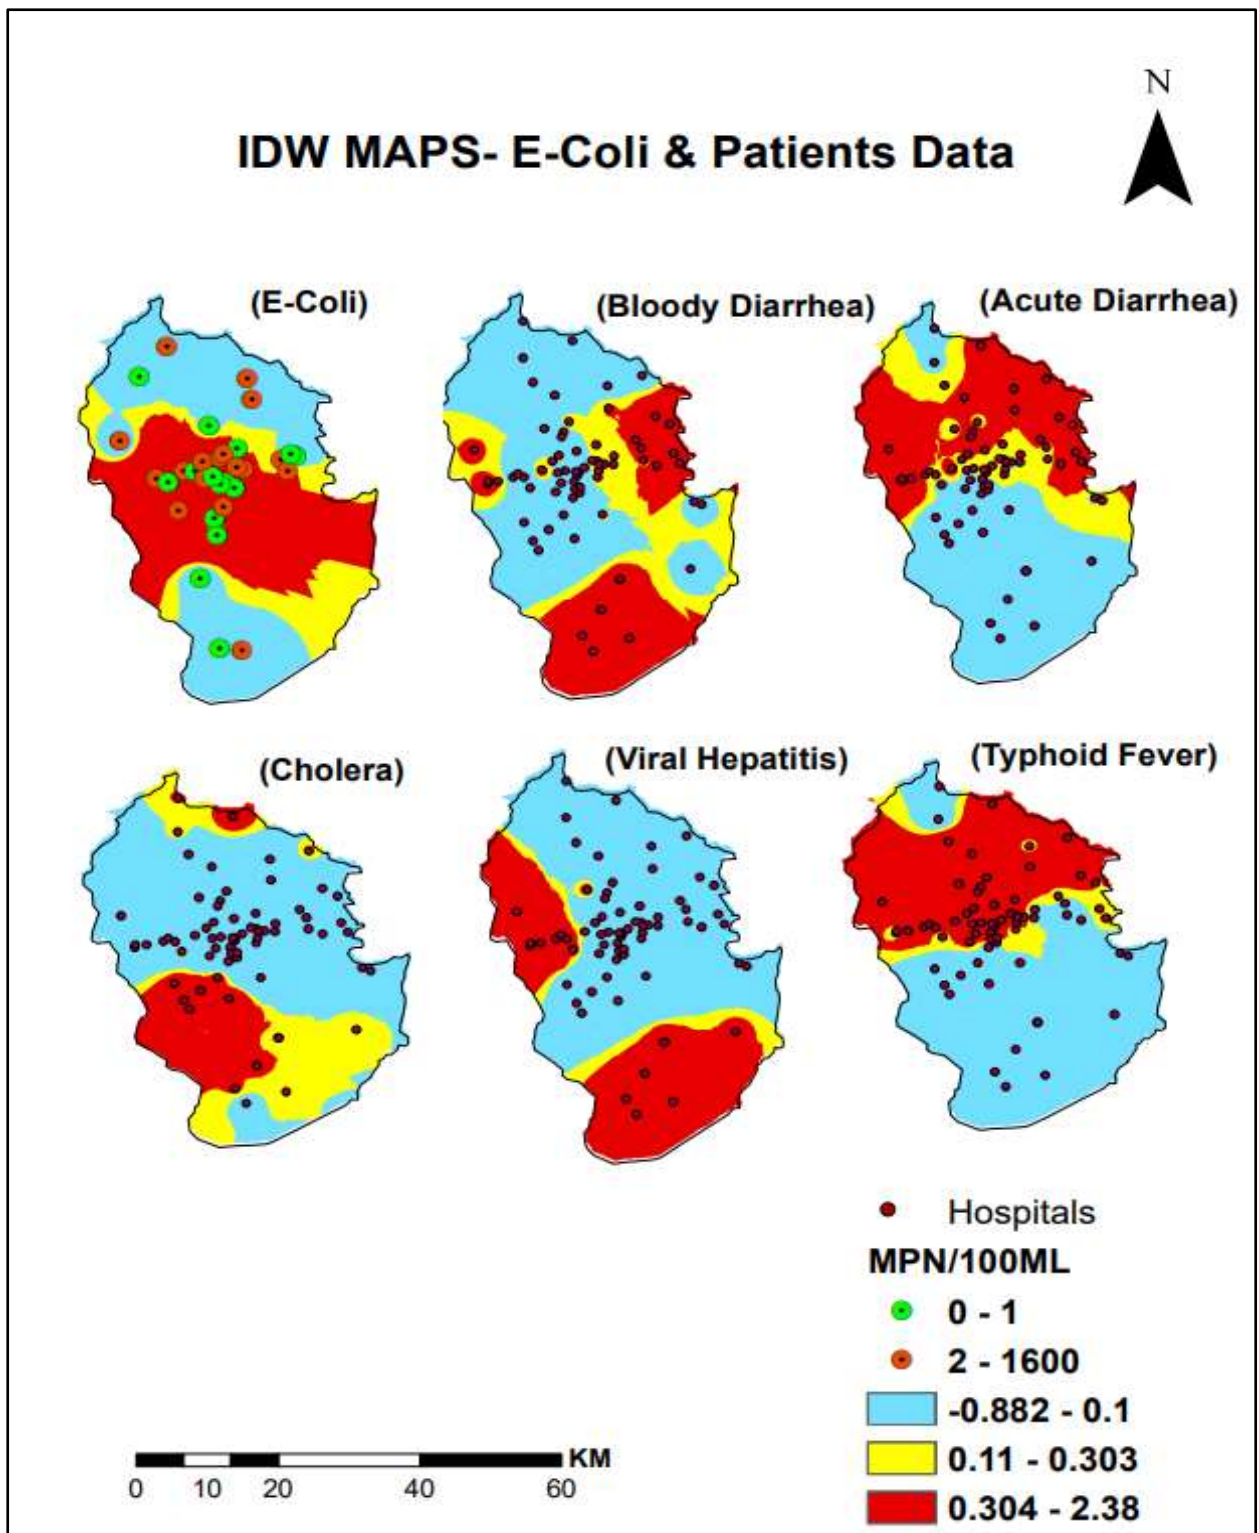 N
IDW MAPS- E-Coli & Patients Data
(E-Coli)
(Bloody Diarrhea)
(Acute Diarrhea)
(Cholera)
(Viral Hepatitis)
(Typhoid Fever)
Hospitals
MPN/100ML
0 - 1
2 - 1600
-0.882 - 0.1
0.11 - 0.303
0.304 - 2.38
KM
0 10 20 40 60